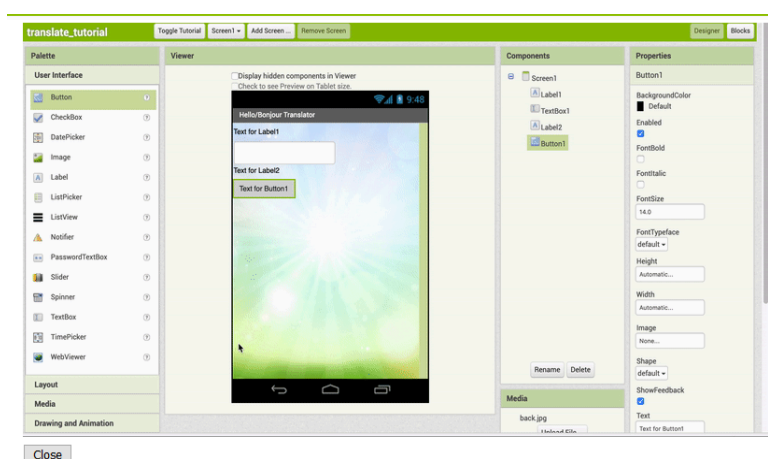 translate_tutorial
Toggle Tutorial
Screen1
Add Screen ...
Remove Screen
Designer
Blocks
Palette
User Interface
Button
CheckBox
DatePicker
Image
Label
ListPicker
ListView
Notifier
PasswordTextBox
Slider
Spinner
TextBox
TimePicker
WebViewer
Layout
Media
Drawing and Animation
Viewer
Display hidden components in Viewer
Check to see Preview on Tablet size.
9:48
Hello/Bonjour Translator
Text for Label1
Text for Label2
Text for Button1
Components
Screen1
Label1
TextBox1
Label2
Button1
Rename
Delete
Media
back.jpg
Upload File
Properties
Button1
BackgroundColor
Default
Enabled
FontBold
FontItalic
FontSize
14.0
FontTypeface
default
Height
Automatic...
Width
Automatic...
Image
None...
Shape
default
ShowFeedback
Text
Text for Button1
Close